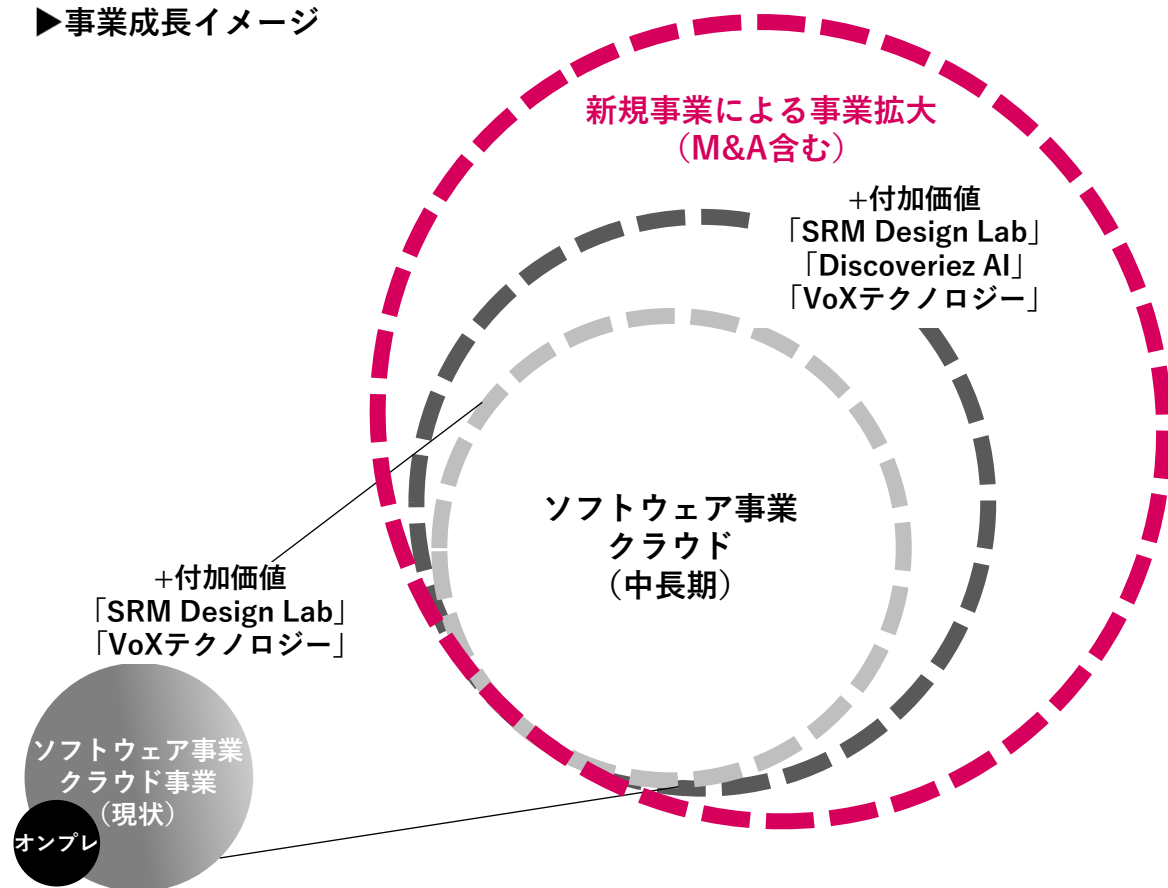 ▶事業成長イメージ
新規事業による事業拡大
（M&A含む）
+付加価値
「SRM Design Lab」
「Discoveriez AI」
「VoXテクノロジー」
ソフトウェア事業
クラウド
（中長期）
+付加価値
「SRM Design Lab」
「VoXテクノロジー」
ソフトウェア事業
クラウド事業
（現状）
オンプレ